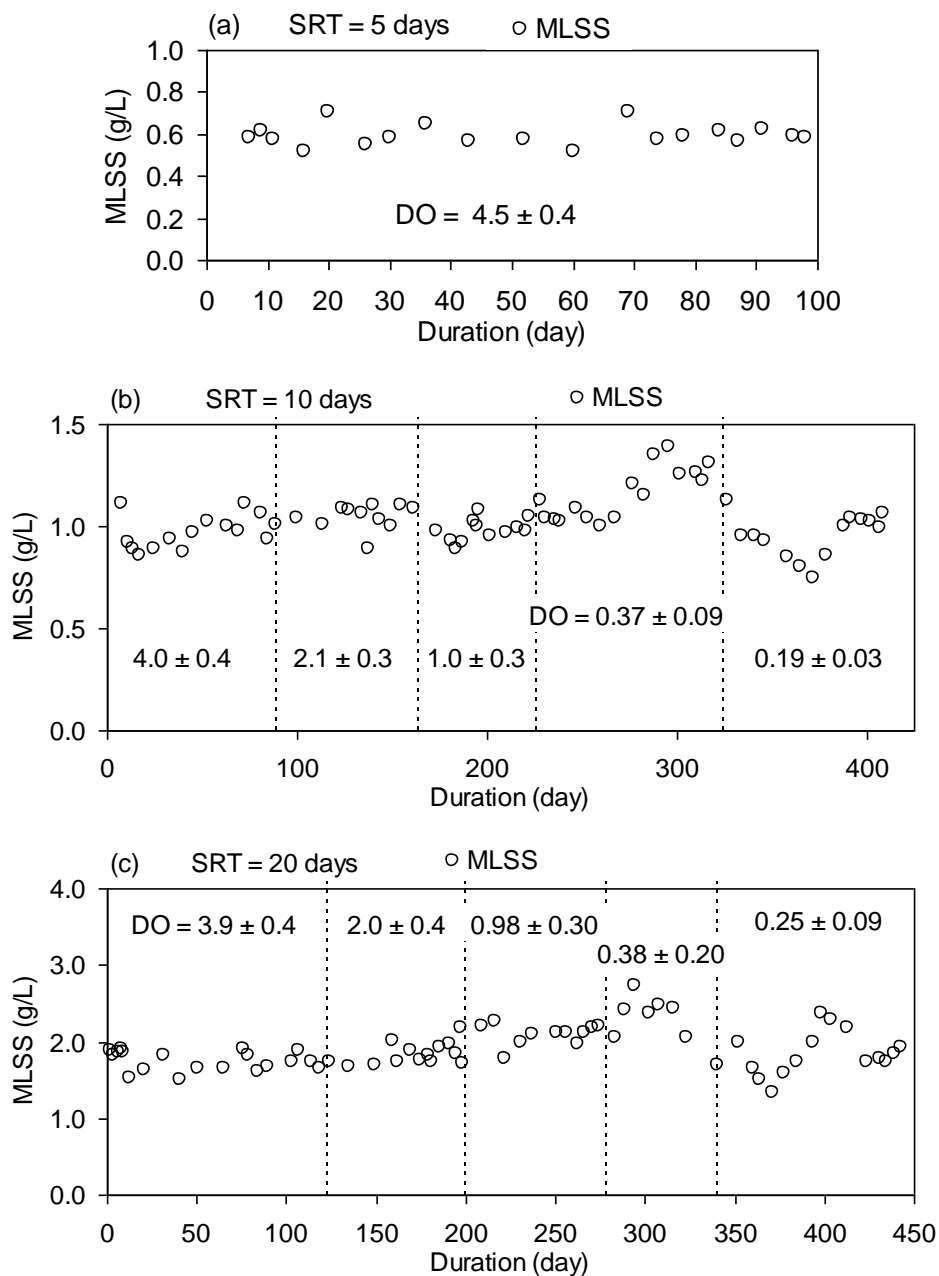 (a) SRT = 5 days MLSS
1.0
0.8
0.6
0.4
0.2
0.0
MLSS (g/L)
DO = 4.5 ± 0.4
0 10 20 30 40 50 60 70 80 90 100
Duration (day)
(b) SRT = 10 days MLSS
1.5
1.0
0.5
0.0
MLSS (g/L)
DO = 0.37 ± 0.09
4.0 ± 0.4 2.1 ± 0.3 1.0 ± 0.3 0.19 ± 0.03
0 100 200 300 400
Duration (day)
(c) SRT = 20 days MLSS
4.0
3.0
2.0
1.0
0.0
MLSS (g/L)
DO = 3.9 ± 0.4 2.0 ± 0.4 0.98 ± 0.30 0.25 ± 0.09
0.38 ± 0.20
0 50 100 150 200 250 300 350 400 450
Duration (day)